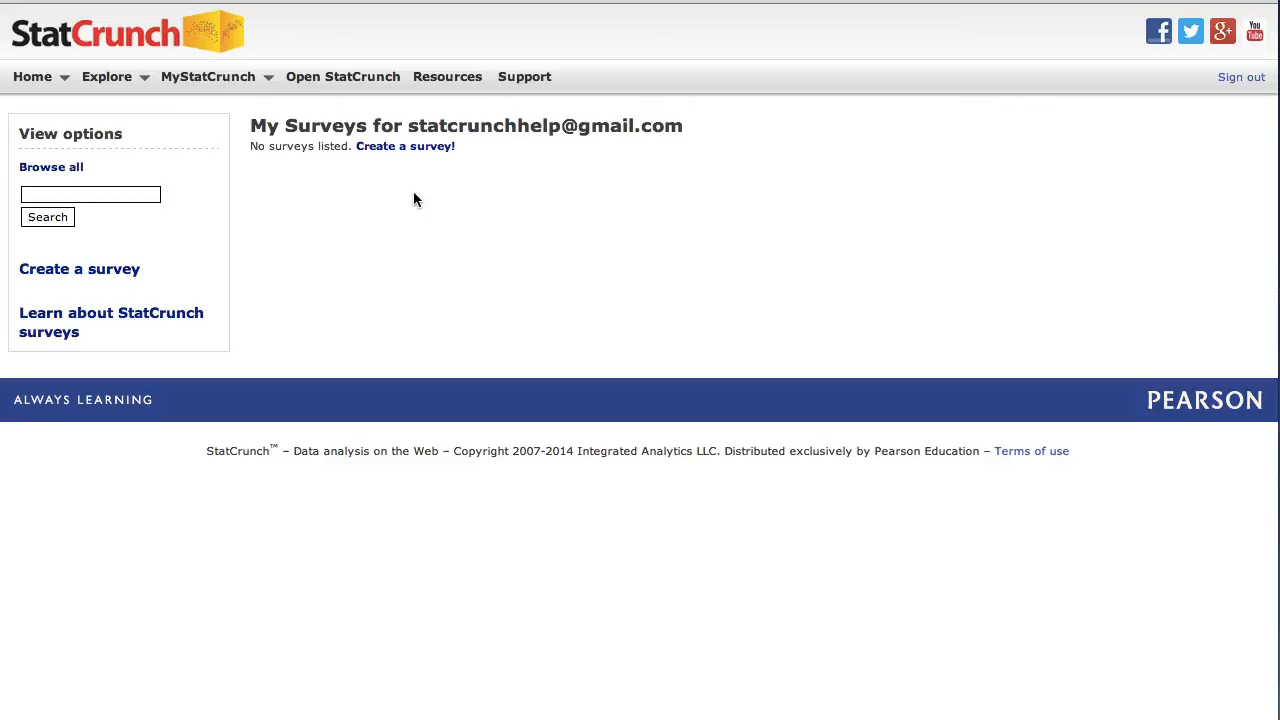 StatCrunch
Home Explore MyStatCrunch Open StatCrunch Resources Support Sign out
View options
Browse all
Search
Create a survey
Learn about StatCrunch
surveys
My Surveys for statcrunchhelp@gmail.com
No surveys listed. Create a survey!
ALWAYS LEARNING PEARSON
StatCrunch™ – Data analysis on the Web – Copyright 2007-2014 Integrated Analytics LLC. Distributed exclusively by Pearson Education – Terms of use